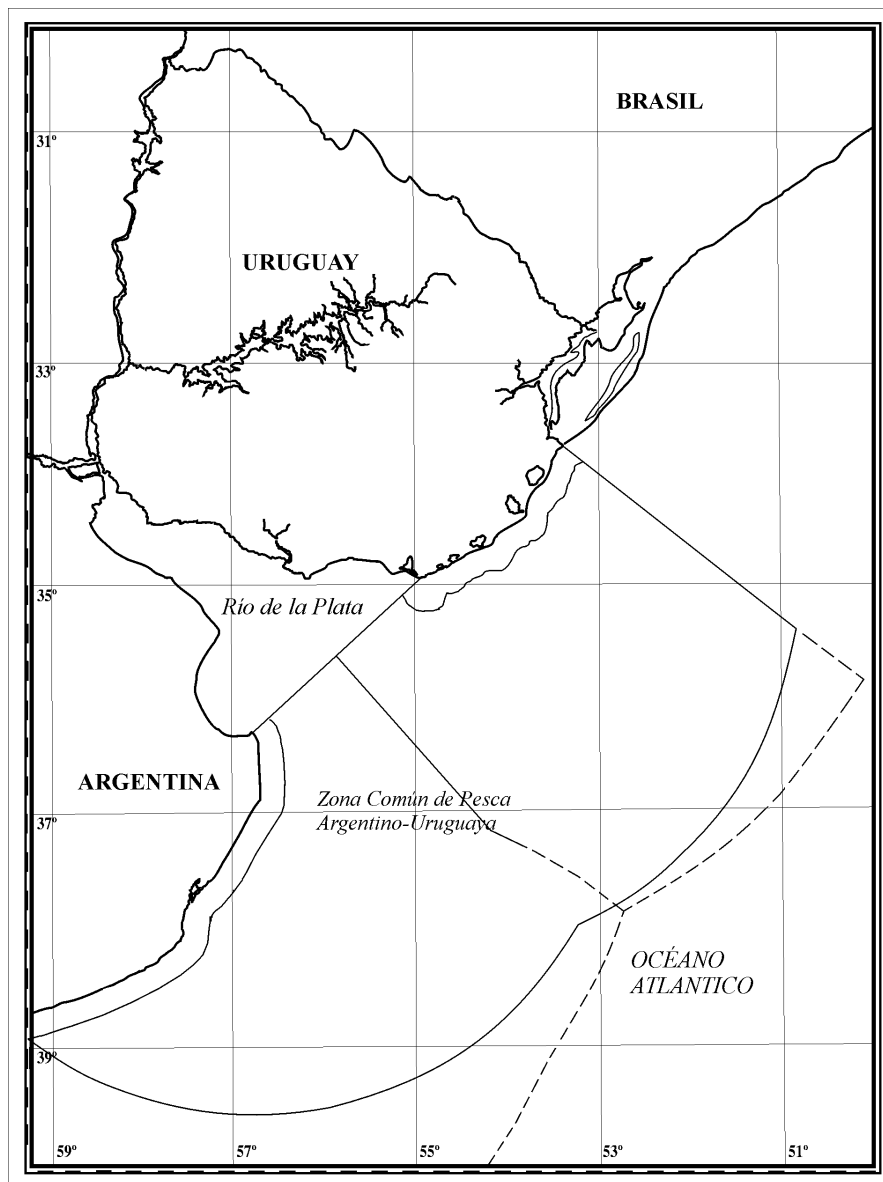 BRASIL
31º
URUGUAY
33º
35º
Río de la Plata
ARGENTINA
Zona Común de Pesca
Argentino-Uruguaya
37º
OCÉANO
ATLANTICO
39º
59º
57º
55º
53º
51º